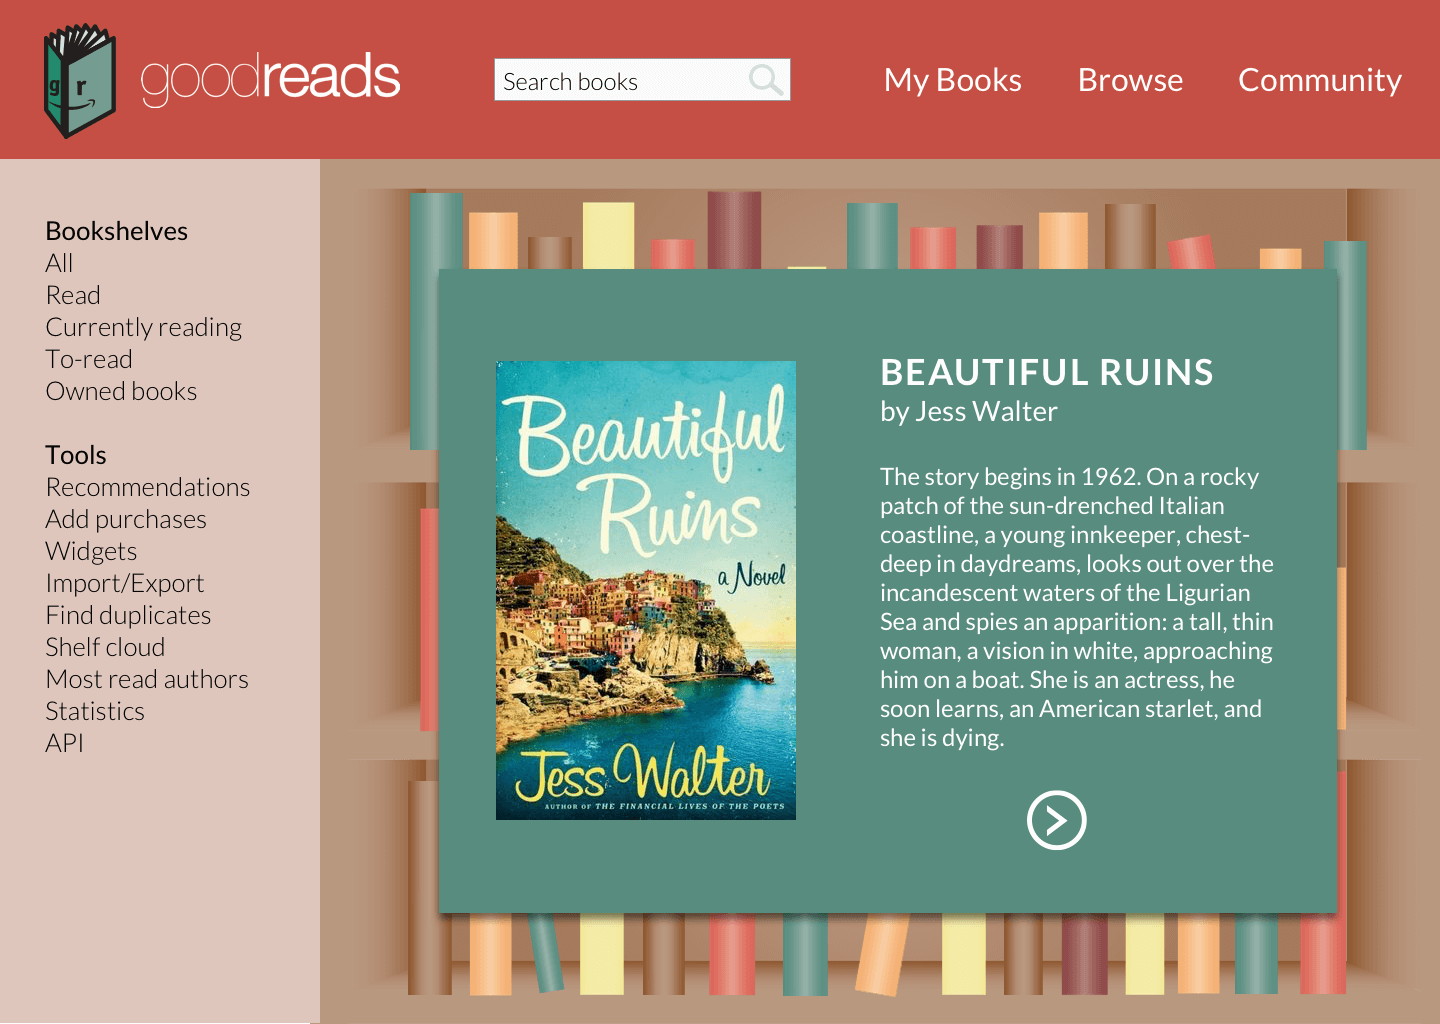 g r
goodreads
Search books
My Books
Browse
Community
Bookshelves
All
Read
Currently reading
To-read
Owned books
Tools
Recommendations
Add purchases
Widgets
Import/Export
Find duplicates
Shelf cloud
Most read authors
Statistics
API
Beautiful
Ruins
a Novel
Jess Walter
AUTHOR OF THE FINANCIAL LIVES OF THE POETS
BEAUTIFUL RUINS
by Jess Walter
The story begins in 1962. On a rocky
patch of the sun-drenched Italian
coastline, a young innkeeper, chest-
deep in daydreams, looks out over the
incandescent waters of the Ligurian
Sea and spies an apparition: a tall, thin
woman, a vision in white, approaching
him on a boat. She is an actress, he
soon learns, an American starlet, and
she is dying.